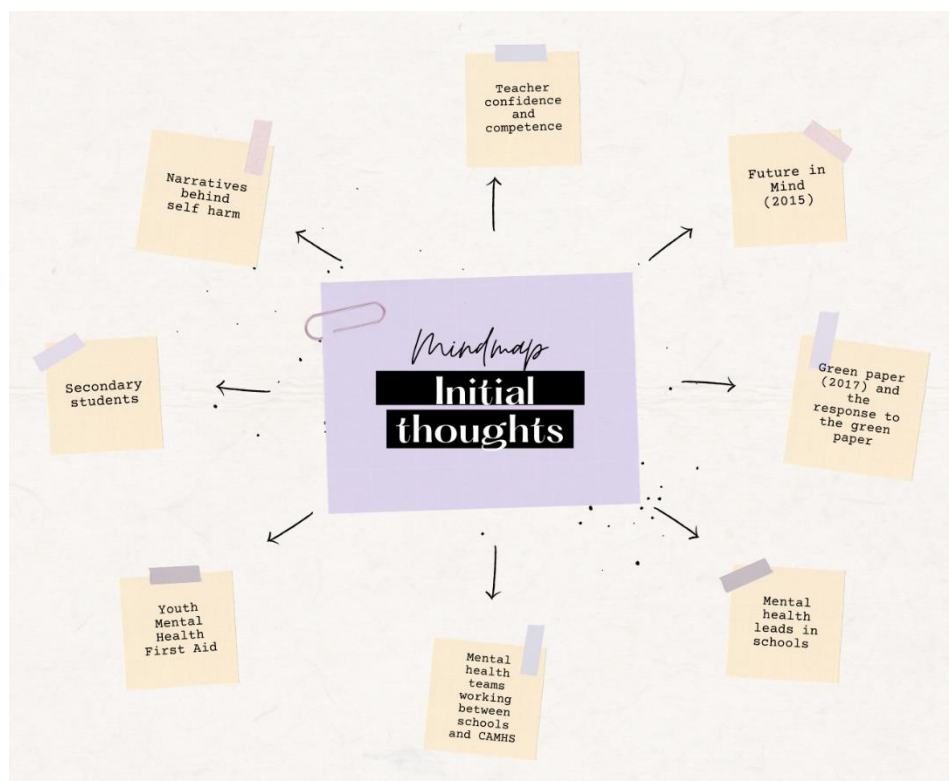 Mindmap
Initial
thoughts
Teacher
confidence
and
competence
Future in
Mind
(2015)
Green paper
(2017) and
the
response to
the green
paper
Mental
health
leads in
schools
Mental
health
teams
working
between
schools
and CAMHS
Youth
Mental
Health
First Aid
Secondary
students
Narratives
behind
self harm